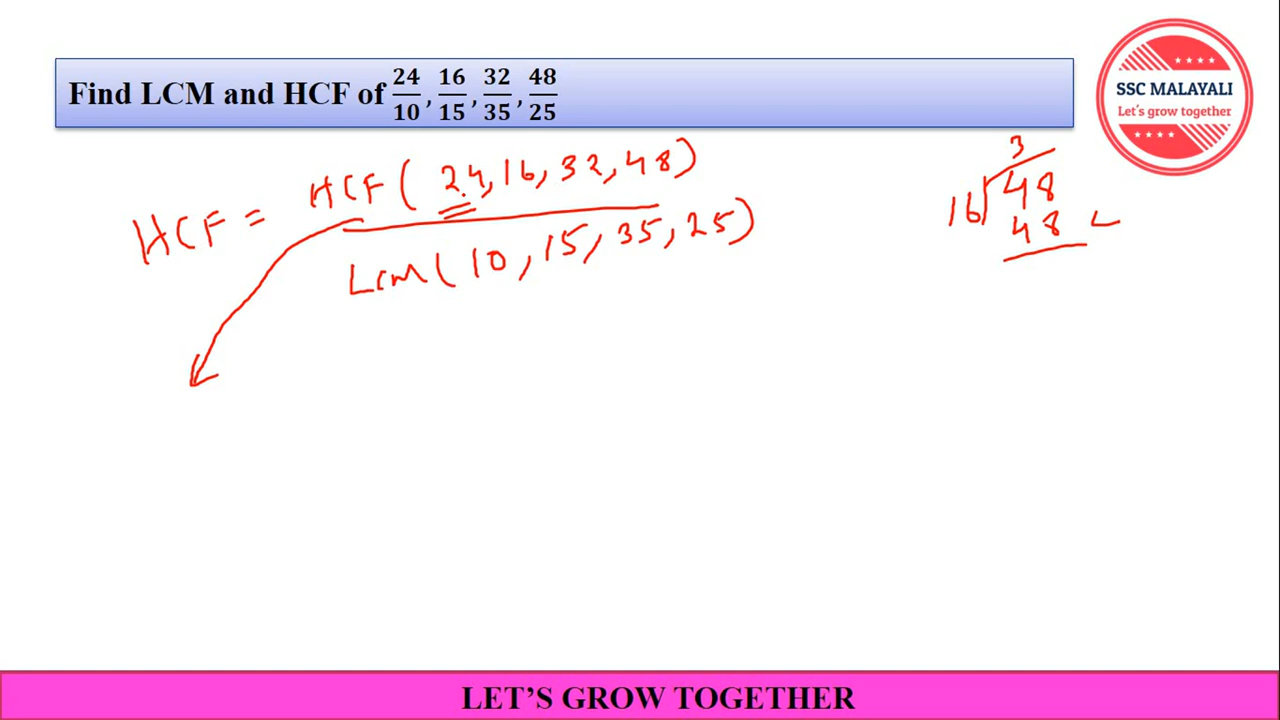 Find LCM and HCF of 24/10, 16/15, 32/35, 48/25
SSC MALAYALI
Let's grow together
HCF = HCF(24, 16, 32, 48)
LCM(10, 15, 35, 25)
3
16 48
48
LET'S GROW TOGETHER